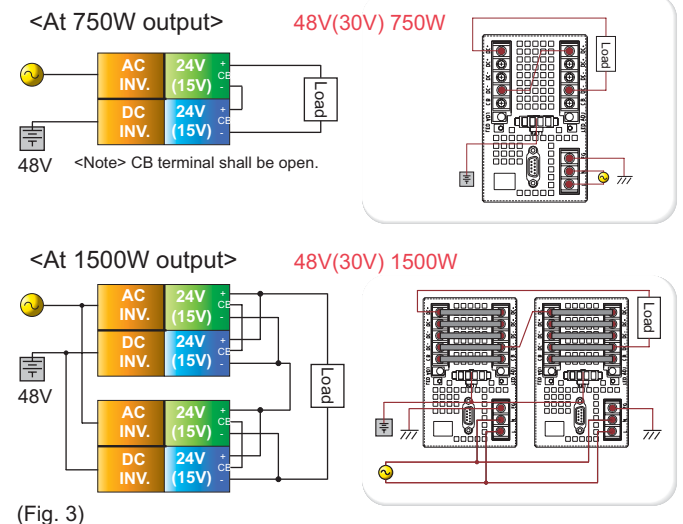 <At 750W output>
48V(30V) 750W
AC INV.
24V (15V)
+
CB
-
DC INV.
24V (15V)
+
CB
-
Load
48V
<Note> CB terminal shall be open.
Load
<At 1500W output>
48V(30V) 1500W
AC INV.
24V (15V)
+
CB
-
DC INV.
24V (15V)
+
CB
-
48V
AC INV.
24V (15V)
+
CB
-
DC INV.
24V (15V)
+
CB
-
Load
Load
(Fig. 3)